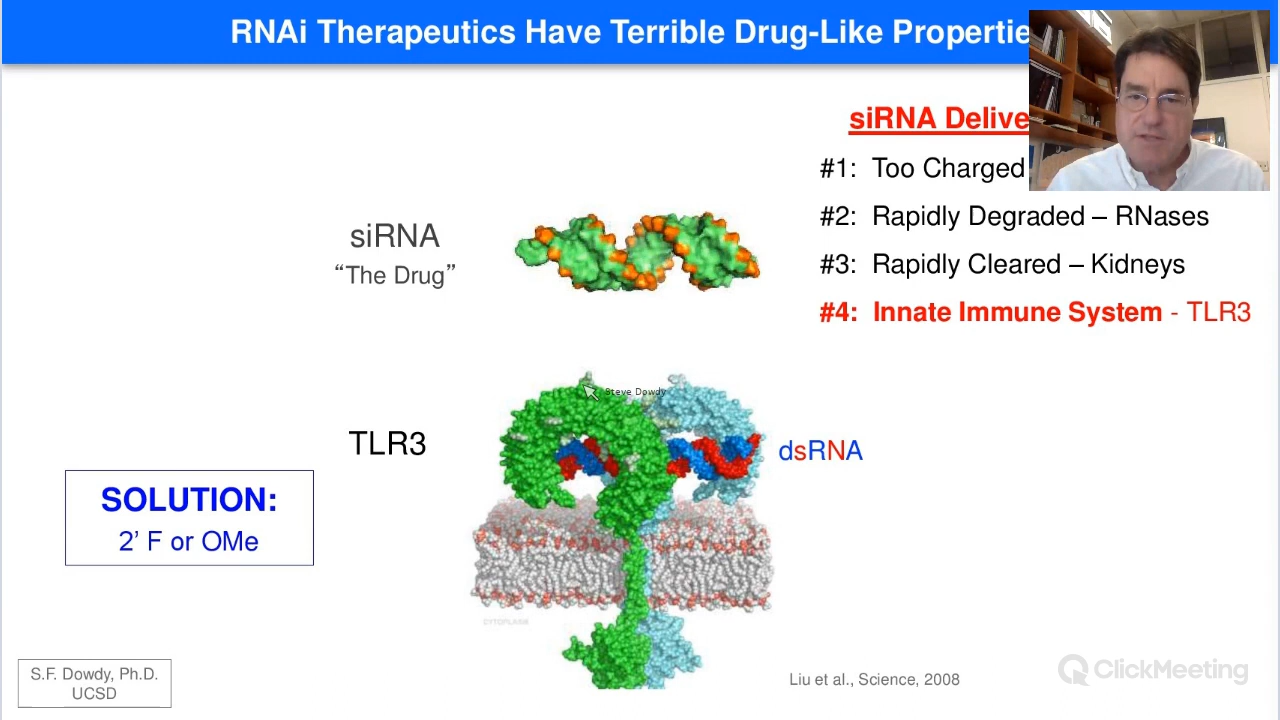 RNAi Therapeutics Have Terrible Drug-Like Propertie
siRNA Delive
#1: Too Charged
#2: Rapidly Degraded – RNases
#3: Rapidly Cleared – Kidneys
#4: Innate Immune System - TLR3
siRNA
“The Drug”
Steve Dowdy
TLR3
dsRNA
SOLUTION:
2’ F or OMe
CYTOPLASM
S.F. Dowdy, Ph.D.
UCSD
Liu et al., Science, 2008
ClickMeeting